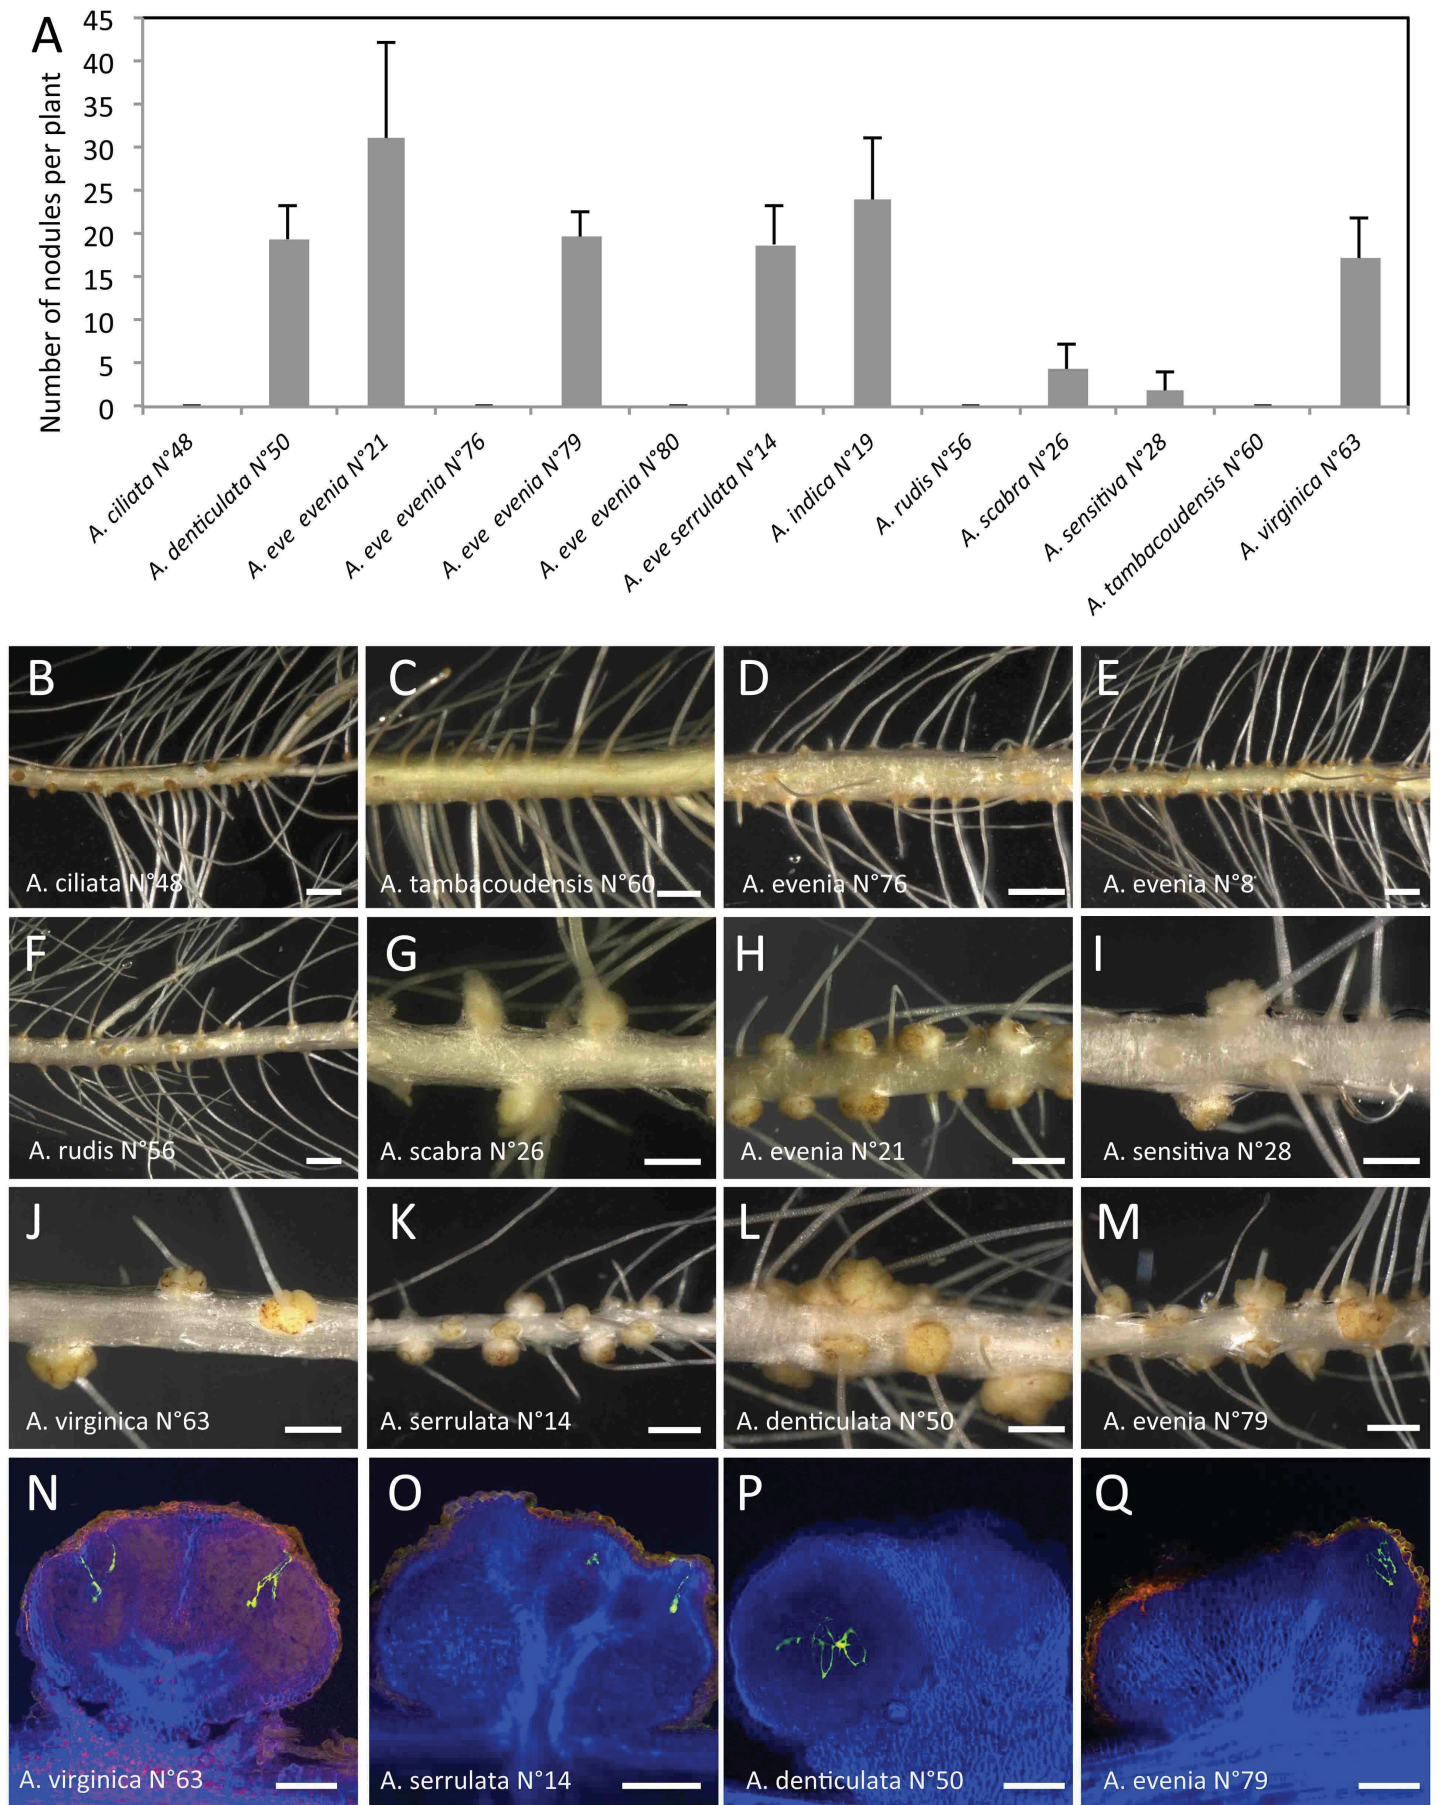 A
Number of nodules per plant
45
40
35
30
25
20
15
10
5
0
A. ciliata N°48
A. denticulata N°50
A. eve evenia N°21
A. eve evenia N°76
A. eve evenia N°79
A. eve evenia N°80
A. eve serrulata N°14
A. indica N°19
A. rudis N°56
A. scabra N°26
A. sensitiva N°28
A. tambacoudensis N°60
A. virginica N°63
B
A. ciliata N°48
C
A. tambacoudensis N°60
D
A. evenia N°76
E
A. evenia N°8
F
A. rudis N°56
G
A. scabra N°26
H
A. evenia N°21
I
A. sensitiva N°28
J
A. virginica N°63
K
A. serrulata N°14
L
A. denticulata N°50
M
A. evenia N°79
N
A. virginica N°63
O
A. serrulata N°14
P
A. denticulata N°50
Q
A. evenia N°79